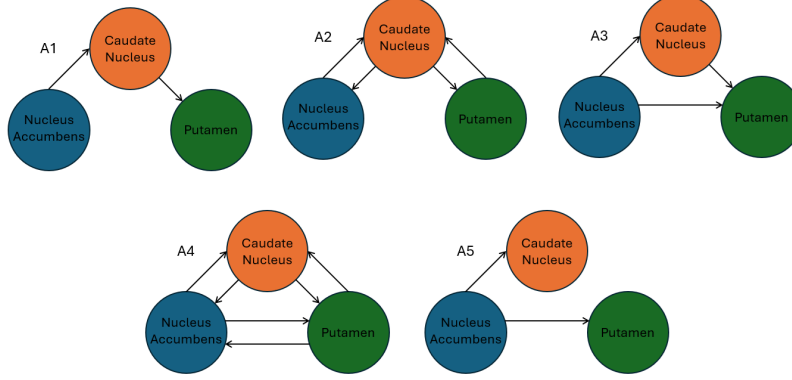 A1
Caudate
Nucleus
Nucleus
Accumbens
Putamen
A2
Caudate
Nucleus
Nucleus
Accumbens
Putamen
A3
Caudate
Nucleus
Nucleus
Accumbens
Putamen
A4
Caudate
Nucleus
Nucleus
Accumbens
Putamen
A5
Caudate
Nucleus
Nucleus
Accumbens
Putamen